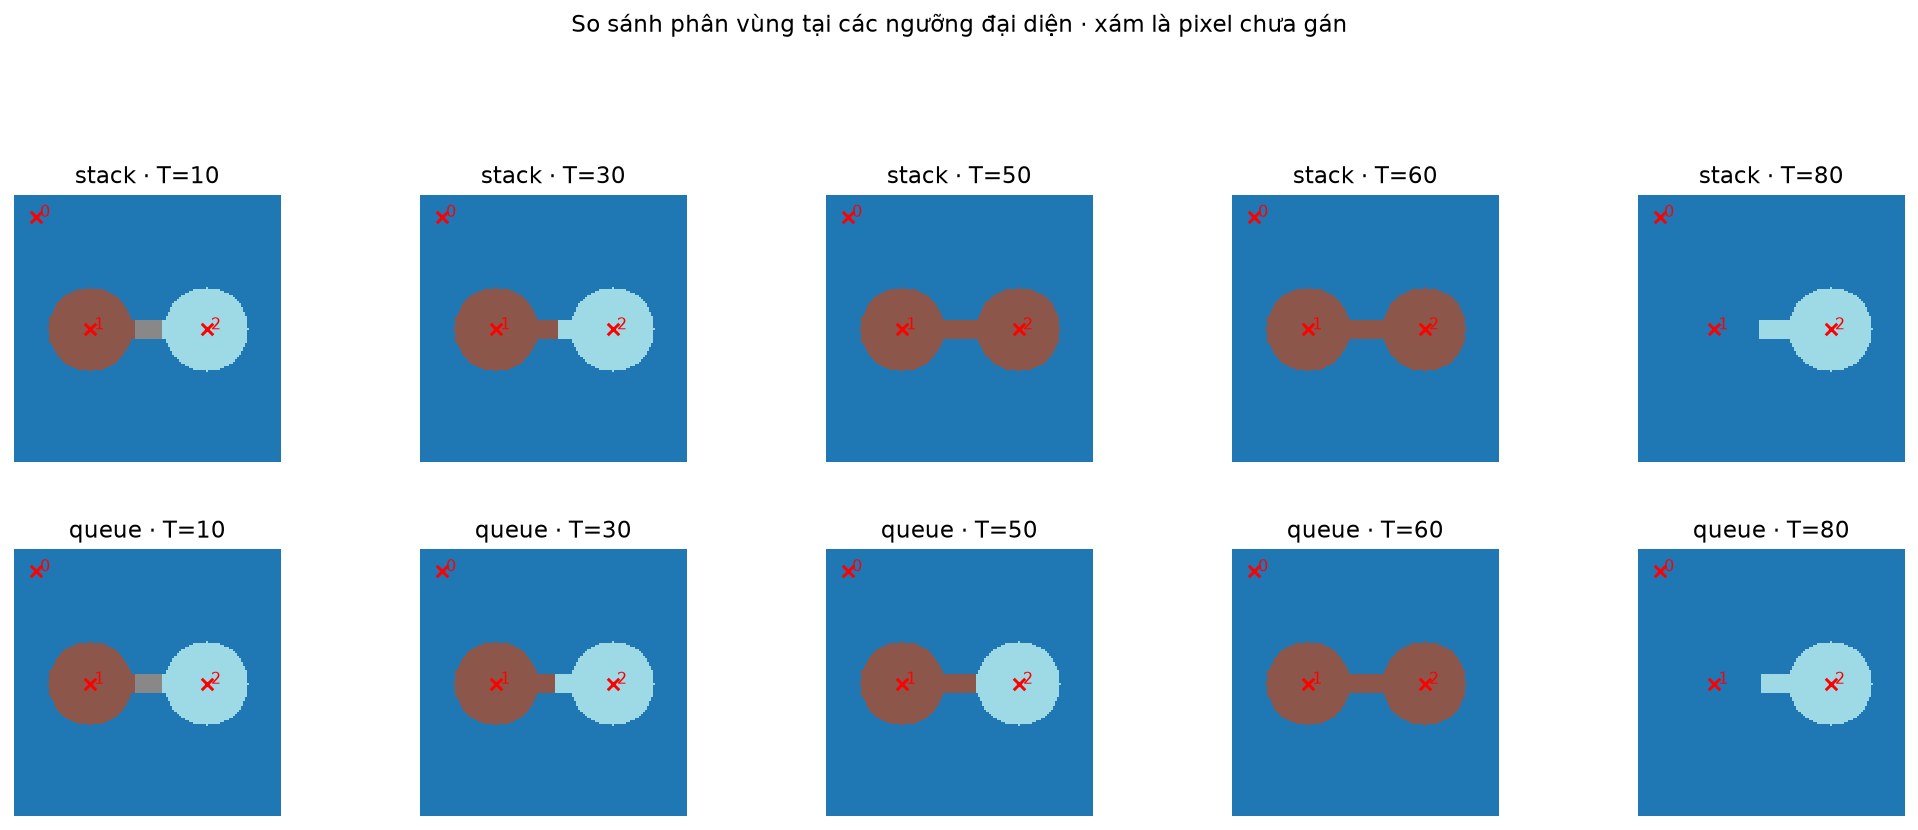 So sánh phân vùng tại các ngưỡng đại diện · xám là pixel chưa gán
stack · T=10
stack · T=30
stack · T=50
stack · T=60
stack · T=80
0
0
0
0
0
1
2
1
2
1
2
1
2
1
2
queue · T=10
queue · T=30
queue · T=50
queue · T=60
queue · T=80
0
0
0
0
0
1
2
1
2
1
2
1
2
1
2